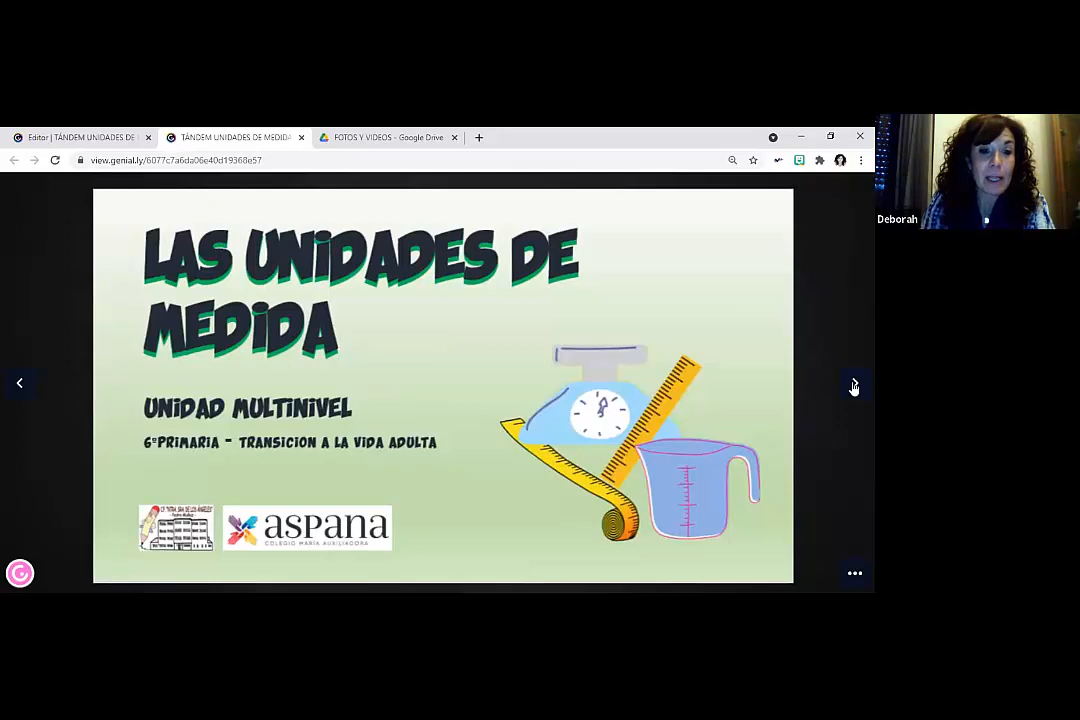 Editor | TÁNDEM UNIDADES DE
TÁNDEM UNIDADES DE MEDIDA
FOTOS Y VIDEOS - Google Drive
view.genial.ly/6077c7a6da06e40d19368e57
Deborah
LAS UNIDADES DE
MEDIDA
UNIDAD MULTINIVEL
6ºPRIMARIA - TRANSICION A LA VIDA ADULTA
aspana
COLEGIO MARÍA AUXILIADORA